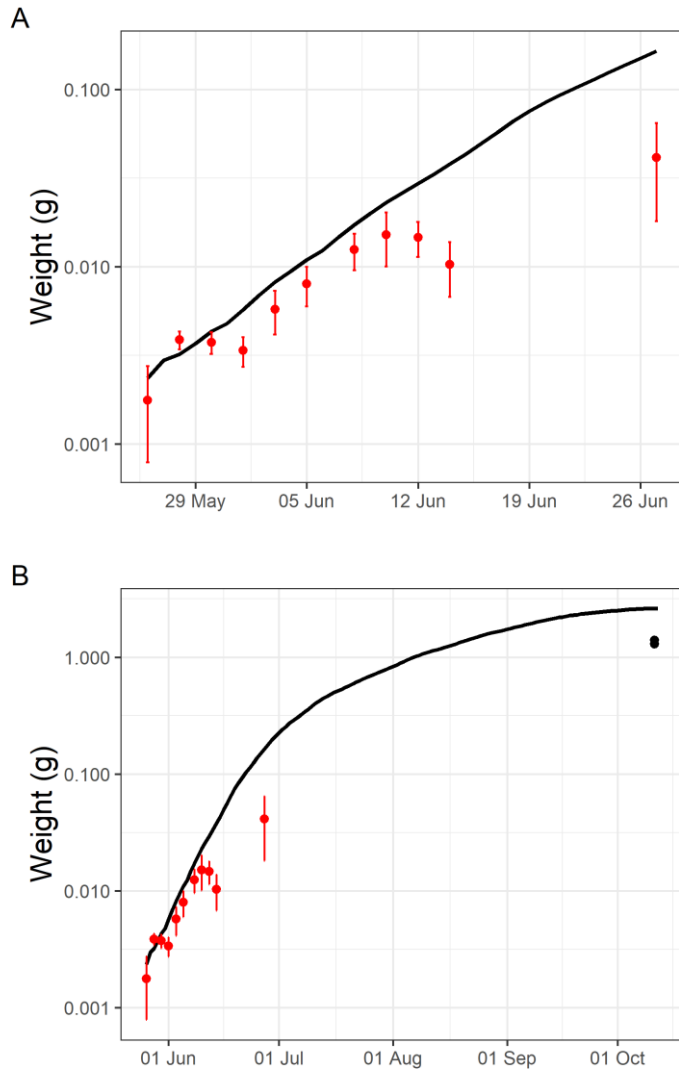 A
Weight (g)
0.100
0.010
0.001
29 May
05 Jun
12 Jun
19 Jun
26 Jun
B
Weight (g)
1.000
0.100
0.010
0.001
01 Jun
01 Jul
01 Aug
01 Sep
01 Oct